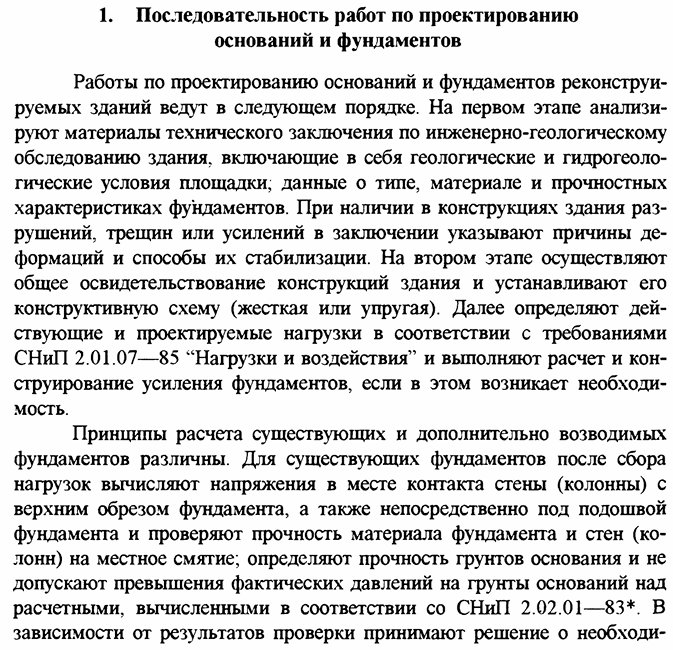 1. Последовательность работ по проектированию
оснований и фундаментов
Работы по проектированию оснований и фундаментов реконструи-
руемых зданий ведут в следующем порядке. На первом этапе анализи-
руют материалы технического заключения по инженерно-геологическому
обследованию здания, включающие в себя геологические и гидрогеоло-
гические условия площадки; данные о типе, материале и прочностных
характеристиках фундаментов. При наличии в конструкциях здания раз-
рушений, трещин или усилений в заключении указывают причины де-
формаций и способы их стабилизации. На втором этапе осуществляют
общее освидетельствование конструкций здания и устанавливают его
конструктивную схему (жесткая или упругая). Далее определяют дей-
ствующие и проектируемые нагрузки в соответствии с требованиями
СНиП 2.01.07—85 “Нагрузки и воздействия” и выполняют расчет и кон-
струирование усиления фундаментов, если в этом возникает необходи-
мость.
Принципы расчета существующих и дополнительно возводимых
фундаментов различны. Для существующих фундаментов после сбора
нагрузок вычисляют напряжения в месте контакта стены (колонны) с
верхним обрезом фундамента, а также непосредственно под подошвой
фундамента и проверяют прочность материала фундамента и стен (ко-
лонн) на местное смятие; определяют прочность грунтов основания и не
допускают превышения фактических давлений на грунты оснований над
расчетными, вычисленными в соответствии со СНиП 2.02.01—83*. В
зависимости от результатов проверки принимают решение о необходи-